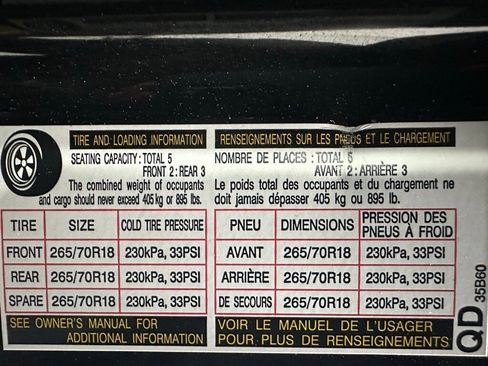 TIRE AND LOADING INFORMATION
SEATING CAPACITY: TOTAL 5
FRONT 2: REAR 3
The combined weight of occupants
and cargo should never exceed 405 kg or 895 lbs.
TIRE SIZE COLD TIRE PRESSURE
FRONT 265/70R18 230kPa, 33PSI
REAR 265/70R18 230kPa, 33PSI
SPARE 265/70R18 230kPa, 33PSI
SEE OWNER'S MANUAL FOR
ADDITIONAL INFORMATION
RENSEIGNEMENTS SUR LES PNEUS ET LE CHARGEMENT
NOMBRE DE PLACES : TOTAL 5
AVANT 2 : ARRIÈRE 3
Le poids total des occupants et du chargement ne
doit jamais dépasser 405 kg ou 895 lb.
PNEU DIMENSIONS PRESSION DES PNEUS À FROID
AVANT 265/70R18 230kPa, 33PSI
ARRIÈRE 265/70R18 230kPa, 33PSI
DE SECOURS 265/70R18 230kPa, 33PSI
VOIR LE MANUEL DE L'USAGER
POUR PLUS DE RENSEIGNEMENTS
QD 35B60